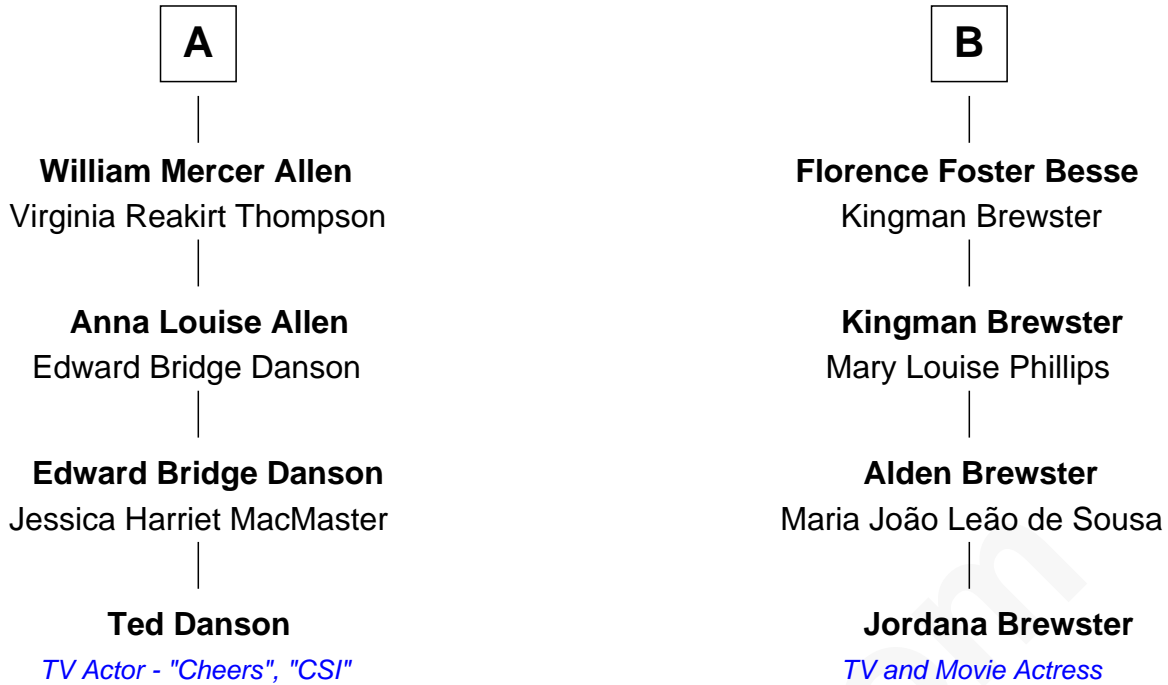 A
B
William Mercer Allen
Florence Foster Besse
Virginia Reakirt Thompson
Kingman Brewster
Anna Louise Allen
Kingman Brewster
Edward Bridge Danson
Mary Louise Phillips
Edward Bridge Danson
Alden Brewster
Jessica Harriet MacMaster
Maria João Leão de Sousa
Ted Danson
Jordana Brewster
TV Actor - "Cheers", "CSI"
TV and Movie Actress